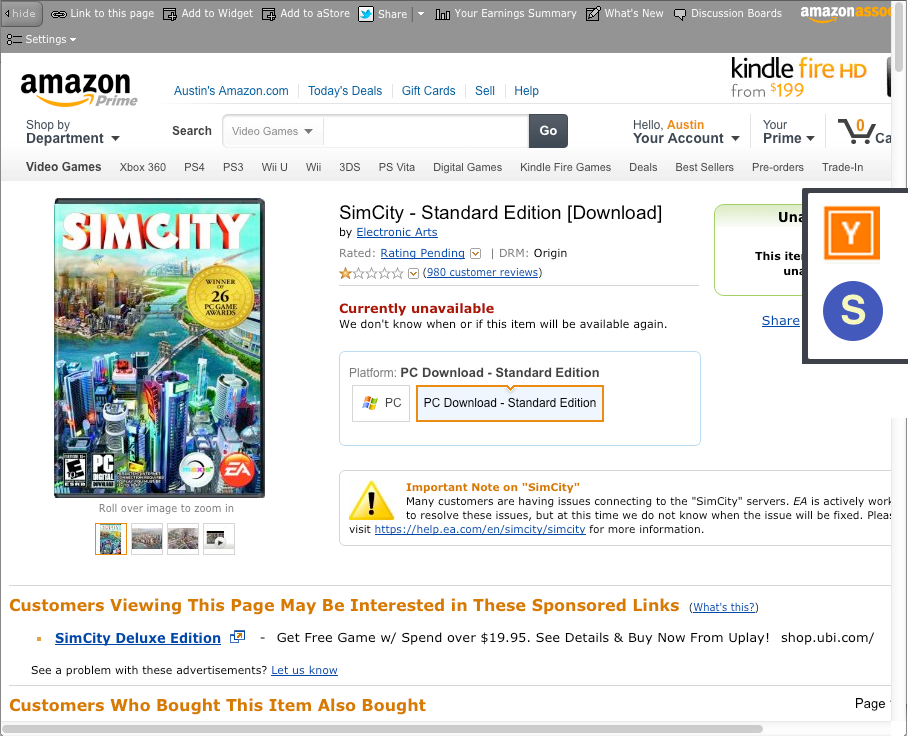 hide
Link to this page
Add to Widget
Add to aStore
Share
Your Earnings Summary
What's New
Discussion Boards
amazonasso
Settings
amazon
Prime
Austin's Amazon.com
Today's Deals
Gift Cards
Sell
Help
kindle fire HD
from $199
Shop by
Department
Search
Video Games
Go
Hello, Austin
Your Account
Your
Prime
0
Ca
Video Games
Xbox 360
PS4
PS3
Wii U
Wii
3DS
PS Vita
Digital Games
Kindle Fire Games
Deals
Best Sellers
Pre-orders
Trade-In
SIMCITY
WINNER OF
26
PC GAME
AWARDS
PC
maxis
EA
Roll over image to zoom in
SimCity - Standard Edition [Download]
by Electronic Arts
Rated: Rating Pending | DRM: Origin
(980 customer reviews)
Currently unavailable
We don't know when or if this item will be available again.
Platform: PC Download - Standard Edition
PC
PC Download - Standard Edition
Una
This ite
una
Share
Y
S
Important Note on "SimCity"
Many customers are having issues connecting to the "SimCity" servers. EA is actively work
to resolve these issues, but at this time we do not know when the issue will be fixed. Pleas
visit https://help.ea.com/en/simcity/simcity for more information.
Customers Viewing This Page May Be Interested in These Sponsored Links (What's this?)
SimCity Deluxe Edition - Get Free Game w/ Spend over $19.95. See Details & Buy Now From Uplay! shop.ubi.com/
See a problem with these advertisements? Let us know
Customers Who Bought This Item Also Bought
Page